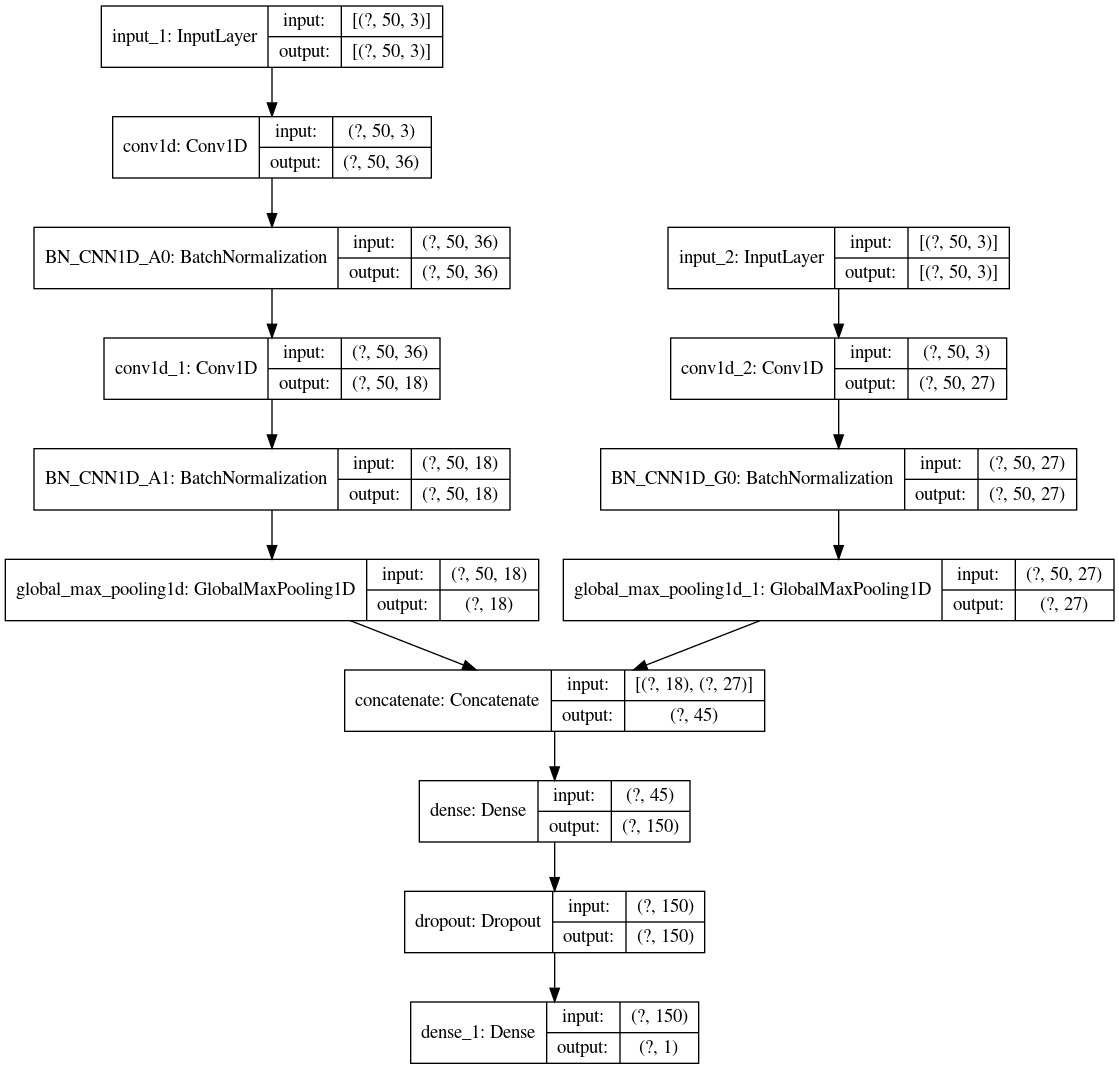 input_1: InputLayer
input: [(?, 50, 3)]
output: [(?, 50, 3)]
conv1d: Conv1D
input: (?, 50, 3)
output: (?, 50, 36)
BN_CNN1D_A0: BatchNormalization
input: (?, 50, 36)
output: (?, 50, 36)
input_2: InputLayer
input: [(?, 50, 3)]
output: [(?, 50, 3)]
conv1d_1: Conv1D
input: (?, 50, 36)
output: (?, 50, 18)
conv1d_2: Conv1D
input: (?, 50, 3)
output: (?, 50, 27)
BN_CNN1D_A1: BatchNormalization
input: (?, 50, 18)
output: (?, 50, 18)
BN_CNN1D_G0: BatchNormalization
input: (?, 50, 27)
output: (?, 50, 27)
global_max_pooling1d: GlobalMaxPooling1D
input: (?, 50, 18)
output: (?, 18)
global_max_pooling1d_1: GlobalMaxPooling1D
input: (?, 50, 27)
output: (?, 27)
concatenate: Concatenate
input: [(?, 18), (?, 27)]
output: (?, 45)
dense: Dense
input: (?, 45)
output: (?, 150)
dropout: Dropout
input: (?, 150)
output: (?, 150)
dense_1: Dense
input: (?, 150)
output: (?, 1)